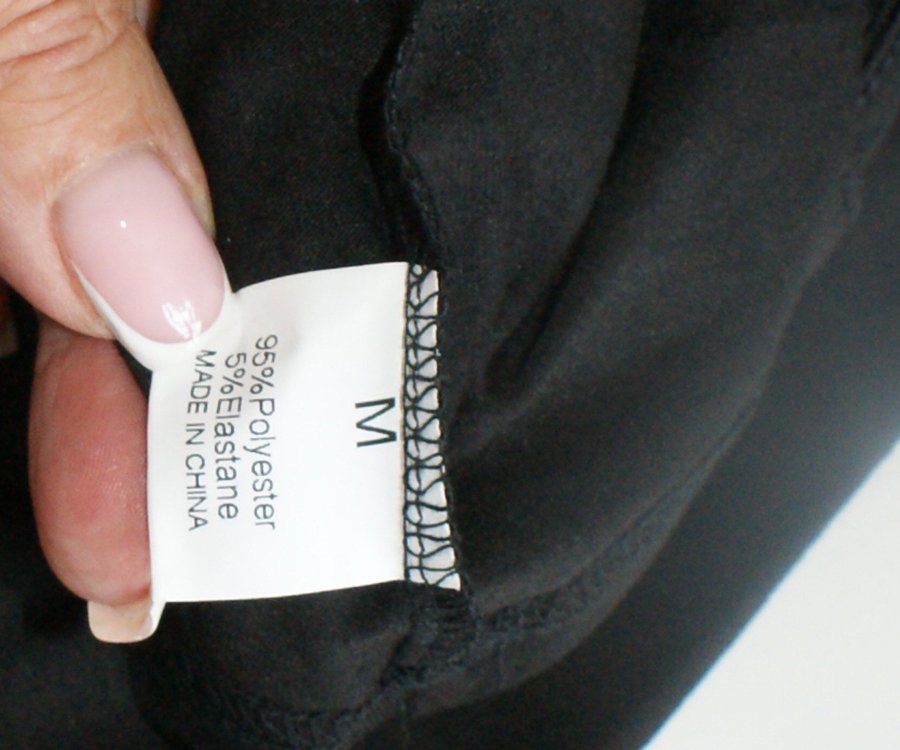 M
95%Polyester
5%Elastane
MADE IN CHINA